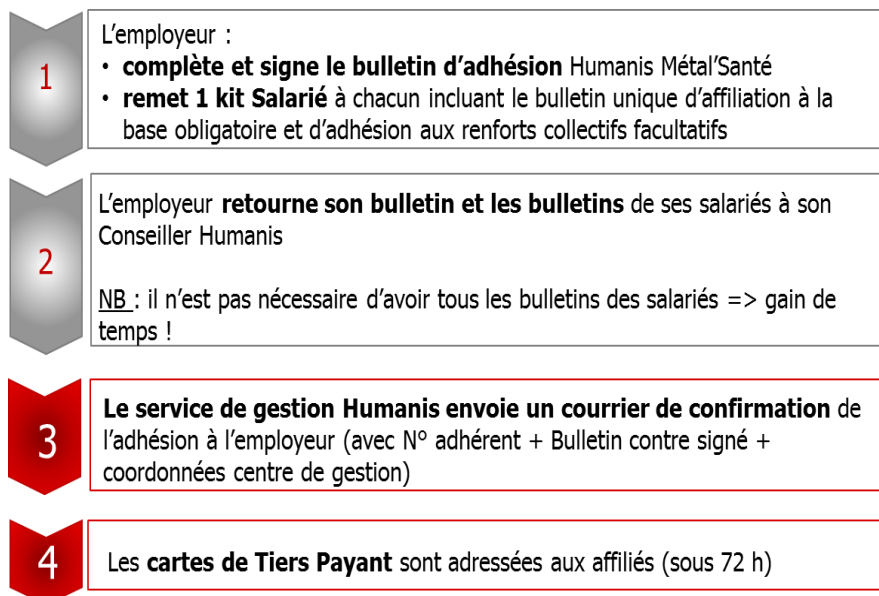 1
L'employeur :
• complète et signe le bulletin d'adhésion Humanis Métal'Santé
• remet 1 kit Salarié à chacun incluant le bulletin unique d'affiliation à la
base obligatoire et d'adhésion aux renforts collectifs facultatifs
2
L'employeur retourne son bulletin et les bulletins de ses salariés à son
Conseiller Humanis
NB : il n'est pas nécessaire d'avoir tous les bulletins des salariés => gain de
temps !
3
Le service de gestion Humanis envoie un courrier de confirmation de
l'adhésion à l'employeur (avec N° adhérent + Bulletin contre signé +
coordonnées centre de gestion)
4
Les cartes de Tiers Payant sont adressées aux affiliés (sous 72 h)